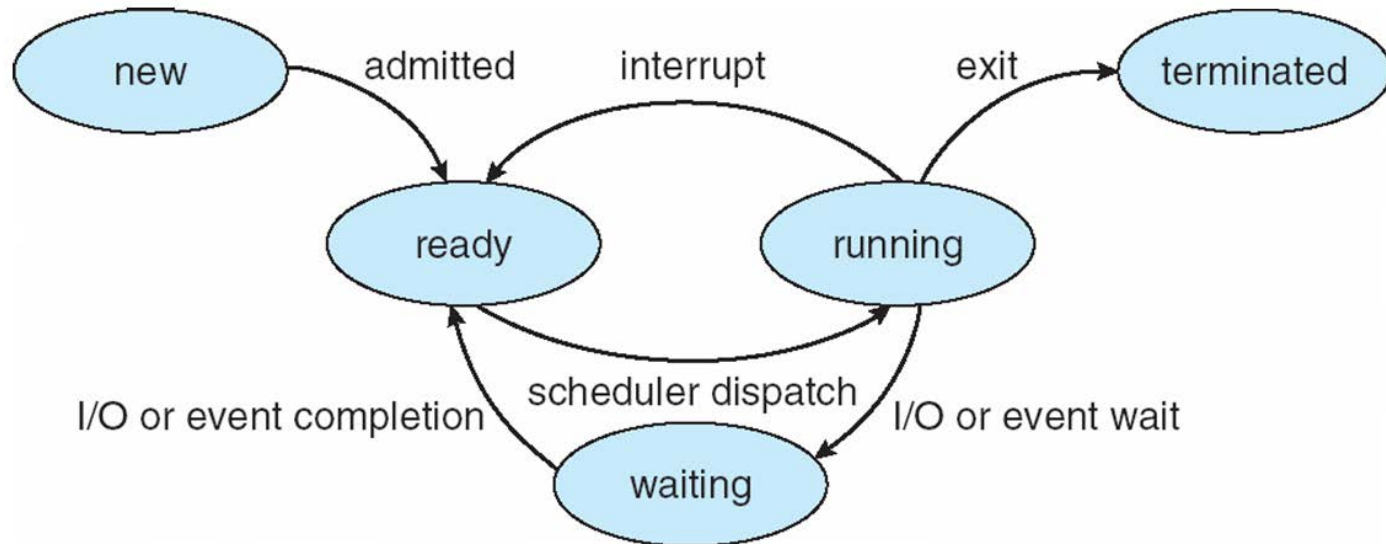 new
admitted
interrupt
exit
terminated
ready
running
scheduler dispatch
I/O or event completion
I/O or event wait
waiting